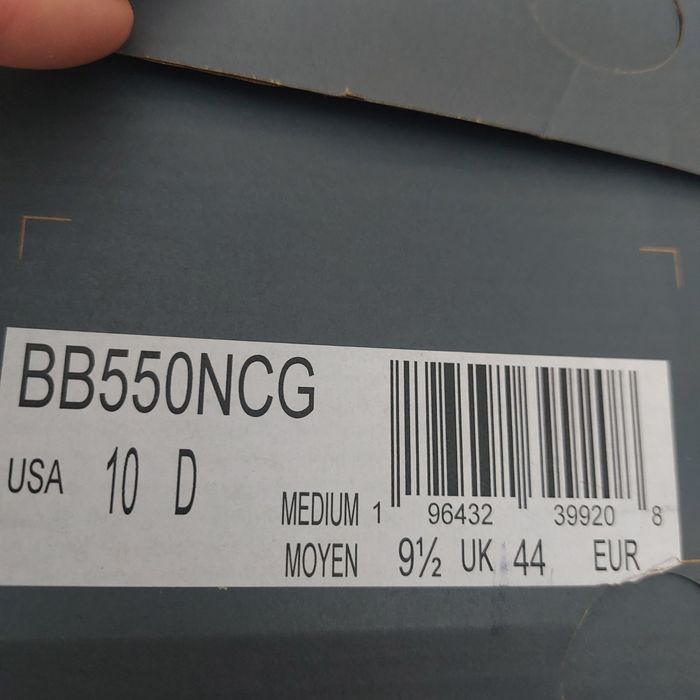 BB550NCG
USA 10 D
MEDIUM 1 96432 39920 8
MOYEN 9½ UK 44 EUR